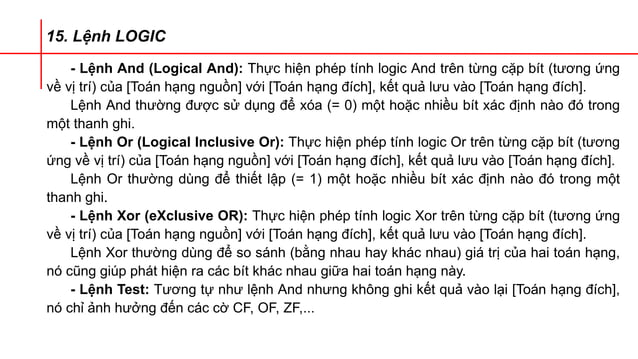 15. Lệnh LOGIC
- Lệnh And (Logical And): Thực hiện phép tính logic And trên từng cặp bít (tương ứng
về vị trí) của [Toán hạng nguồn] với [Toán hạng đích], kết quả lưu vào [Toán hạng đích].
Lệnh And thường được sử dụng để xóa (= 0) một hoặc nhiều bít xác định nào đó trong
một thanh ghi.
- Lệnh Or (Logical Inclusive Or): Thực hiện phép tính logic Or trên từng cặp bít (tương
ứng về vị trí) của [Toán hạng nguồn] với [Toán hạng đích], kết quả lưu vào [Toán hạng đích].
Lệnh Or thường dùng để thiết lập (= 1) một hoặc nhiều bít xác định nào đó trong một
thanh ghi.
- Lệnh Xor (eXclusive OR): Thực hiện phép tính logic Xor trên từng cặp bít (tương ứng
về vị trí) của [Toán hạng nguồn] với [Toán hạng đích], kết quả lưu vào [Toán hạng đích].
Lệnh Xor thường dùng để so sánh (bằng nhau hay khác nhau) giá trị của hai toán hạng,
nó cũng giúp phát hiện ra các bít khác nhau giữa hai toán hạng này.
- Lệnh Test: Tương tự như lệnh And nhưng không ghi kết quả vào lại [Toán hạng đích],
nó chỉ ảnh hưởng đến các cờ CF, OF, ZF,...